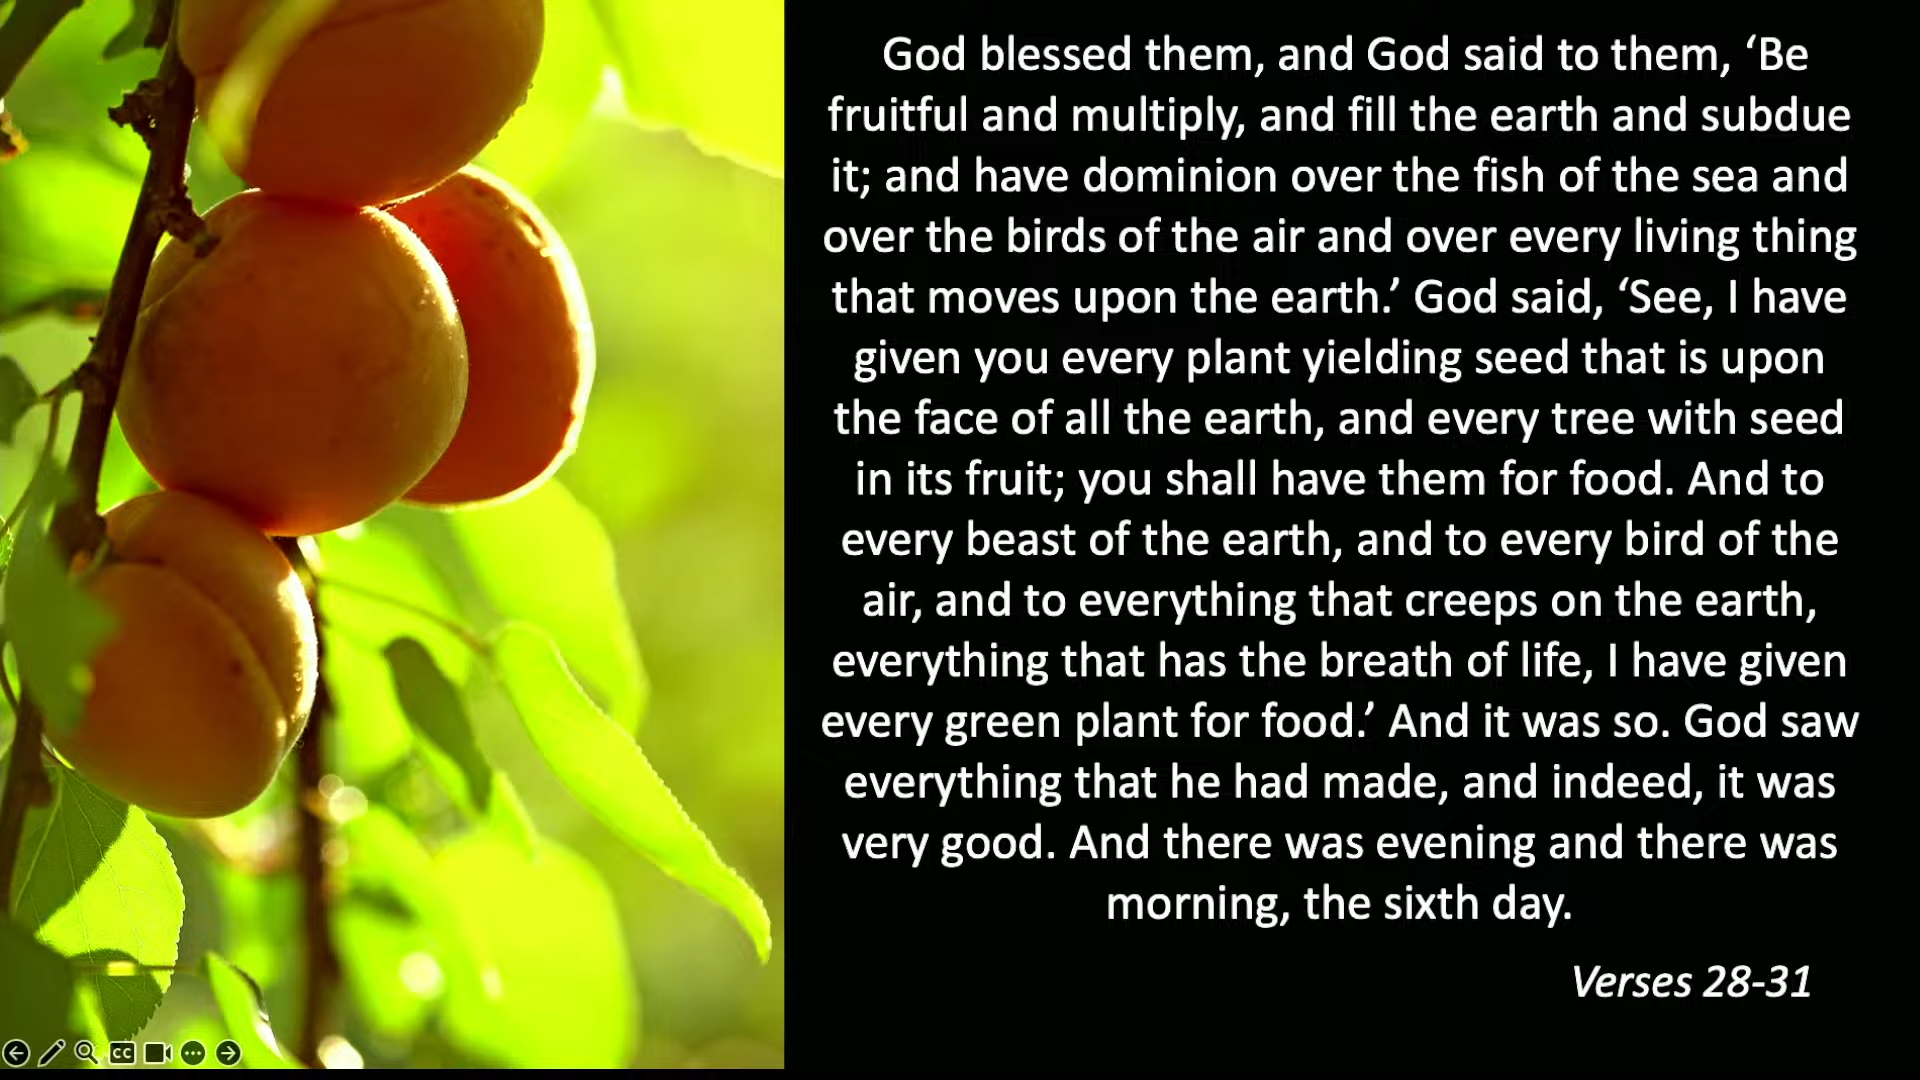 God blessed them, and God said to them, ‘Be
fruitful and multiply, and fill the earth and subdue
it; and have dominion over the fish of the sea and
over the birds of the air and over every living thing
that moves upon the earth.’ God said, ‘See, I have
given you every plant yielding seed that is upon
the face of all the earth, and every tree with seed
in its fruit; you shall have them for food. And to
every beast of the earth, and to every bird of the
air, and to everything that creeps on the earth,
everything that has the breath of life, I have given
every green plant for food.’ And it was so. God saw
everything that he had made, and indeed, it was
very good. And there was evening and there was
morning, the sixth day.
Verses 28-31
CC